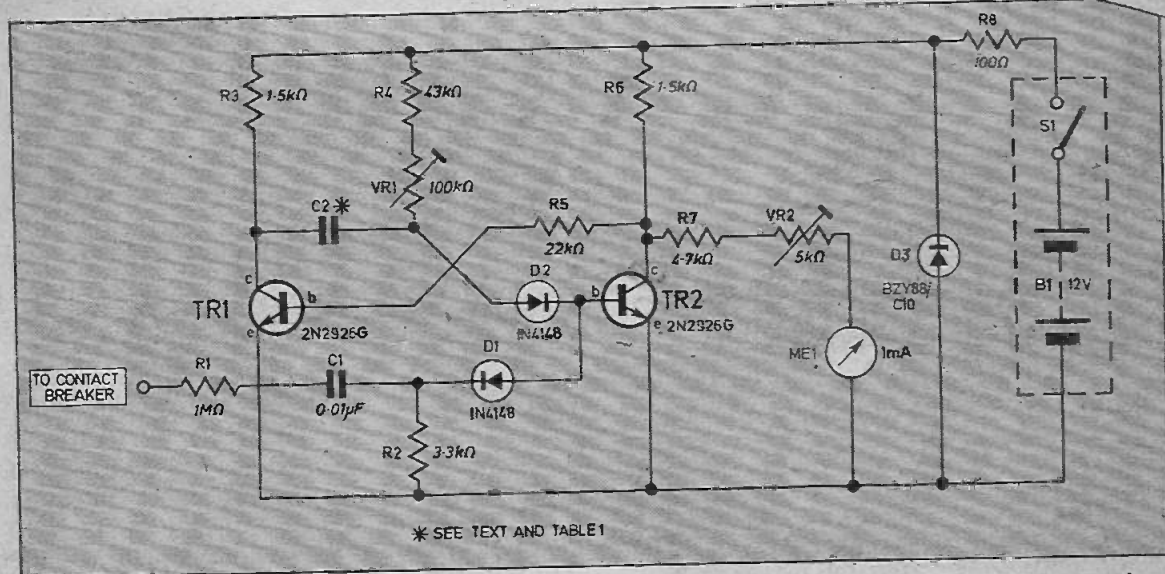 R8
100Ω
R3
1·5kΩ
R4
43kΩ
R6
1·5kΩ
S1
VR1
100kΩ
C2*
R5
22kΩ
R7
4·7kΩ
VR2
5kΩ
D3
BZY88/
C10
B1
12V
c
b
e
TR1
2N2926G
D2
1N4148
b
c
e
TR2
2N2926G
ME1
1mA
TO CONTACT
BREAKER
R1
1MΩ
C1
0·01µF
D1
1N4148
R2
3·3kΩ
* SEE TEXT AND TABLE 1